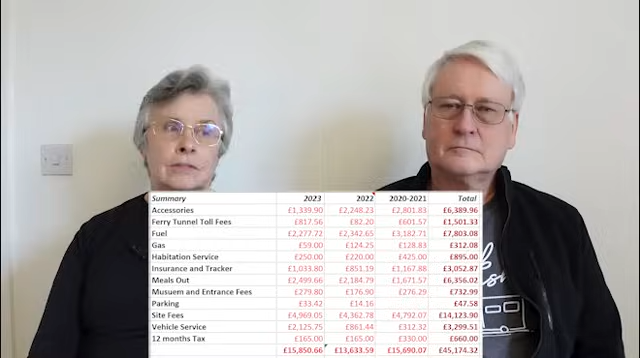 Summary 2023 2022 2020-2021 Total
Accessories £1,339.90 £2,248.23 £2,801.83 £6,389.96
Ferry Tunnel Toll Fees £817.56 £82.20 £601.57 £1,501.33
Fuel £2,277.72 £2,342.65 £3,182.71 £7,803.08
Gas £59.00 £124.25 £128.83 £312.08
Habitation Service £250.00 £220.00 £425.00 £895.00
Insurance and Tracker £1,033.80 £851.19 £1,167.88 £3,052.87
Meals Out £2,499.66 £2,184.79 £1,671.57 £6,356.02
Musuem and Entrance Fees £279.80 £176.90 £276.29 £732.99
Parking £33.42 £14.16 £47.58
Site Fees £4,969.05 £4,362.78 £4,792.07 £14,123.90
Vehicle Service £2,125.75 £861.44 £312.32 £3,299.51
12 months Tax £165.00 £165.00 £330.00 £660.00
£15,850.66 £13,633.59 £15,690.07 £45,174.32